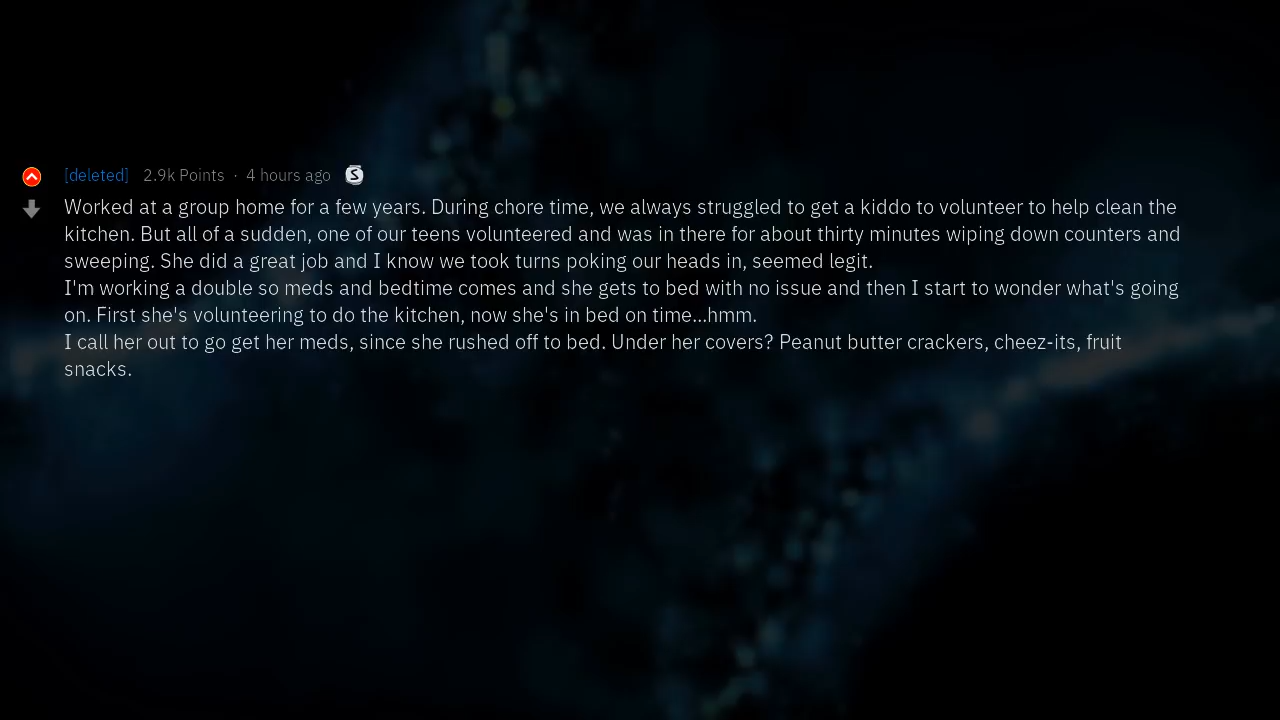 [deleted] 2.9k Points · 4 hours ago S
Worked at a group home for a few years. During chore time, we always struggled to get a kiddo to volunteer to help clean the
kitchen. But all of a sudden, one of our teens volunteered and was in there for about thirty minutes wiping down counters and
sweeping. She did a great job and I know we took turns poking our heads in, seemed legit.
I'm working a double so meds and bedtime comes and she gets to bed with no issue and then I start to wonder what's going
on. First she's volunteering to do the kitchen, now she's in bed on time...hmm.
I call her out to go get her meds, since she rushed off to bed. Under her covers? Peanut butter crackers, cheez-its, fruit
snacks.